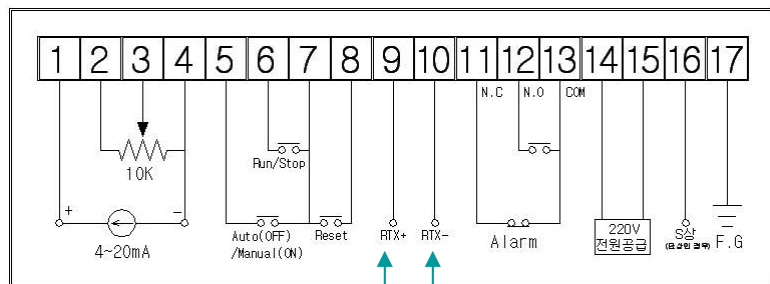 1 2 3 4 5 6 7 8 9 10 11 12 13 14 15 16 17
N.C N.O COM
10K
Run/Stop
+ -
4~20mA
Auto(OFF)
/Manual(ON)
Reset
RTX+
RTX-
Alarm
220V
전원공급
S상
F.G